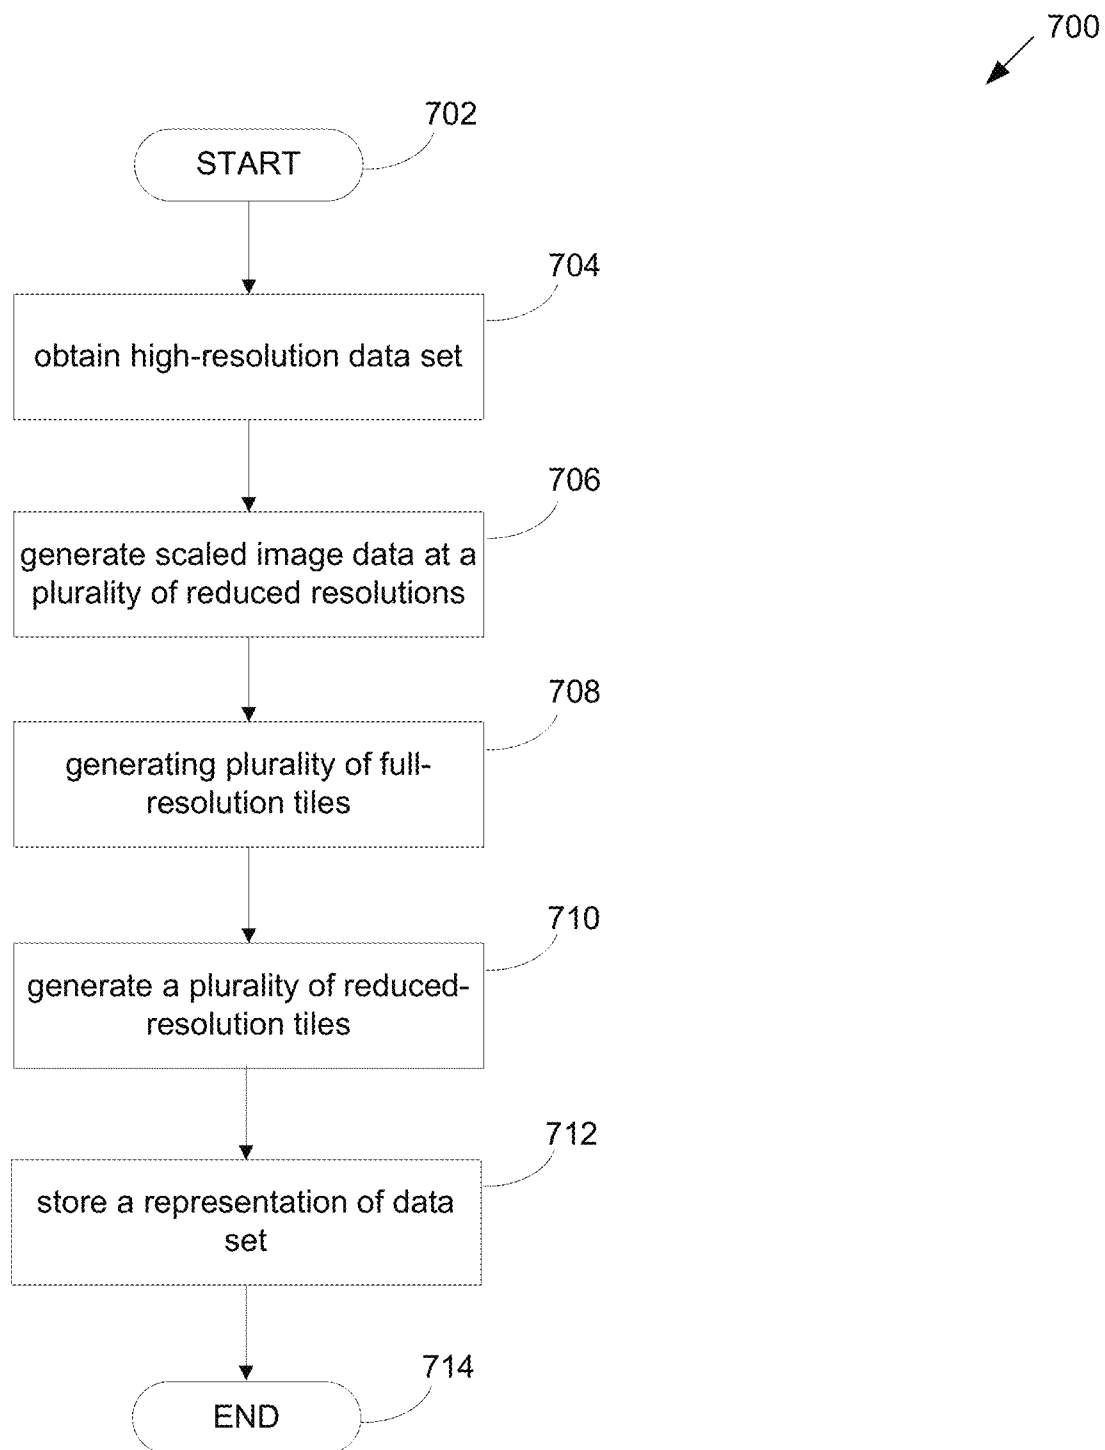 700
702
START
704
obtain high-resolution data set
706
generate scaled image data at a
plurality of reduced resolutions
708
generating plurality of full-
resolution tiles
710
generate a plurality of reduced-
resolution tiles
712
store a representation of data
set
714
END